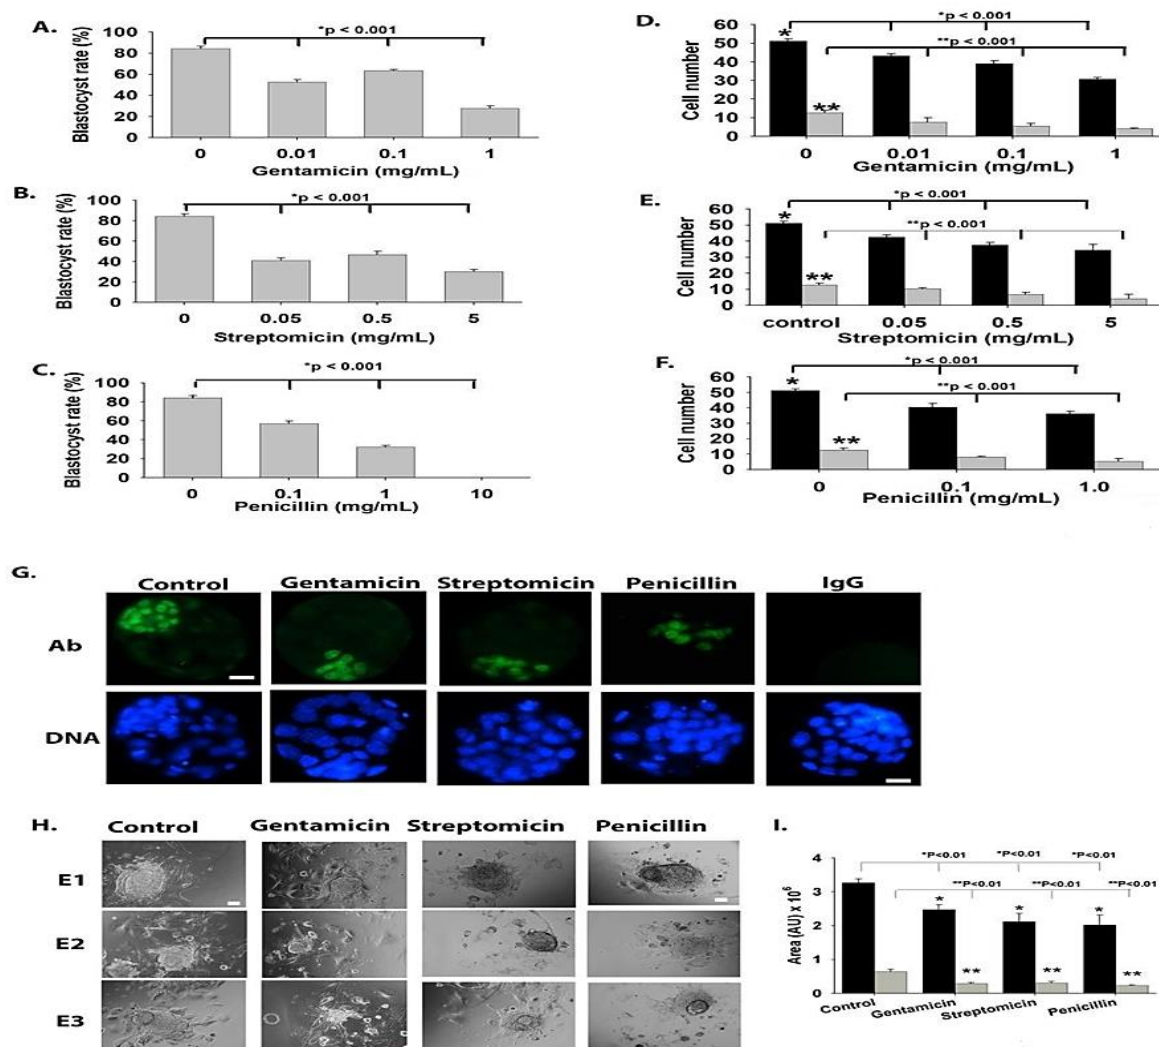 A.
Blastocyst rate (%)
100
80
60
40
20
0
*p < 0.001
0 0.01 0.1 1
Gentamicin (mg/mL)
B.
Blastocyst rate (%)
100
80
60
40
20
0
*p < 0.001
0 0.05 0.5 5
Streptomicin (mg/mL)
C.
Blastocyst rate (%)
100
80
60
40
20
0
*p < 0.001
0 0.1 1 10
Penicillin (mg/mL)
D.
Cell number
60
50
40
30
20
10
0
*p < 0.001
**p < 0.001
*
**
0 0.01 0.1 1
Gentamicin (mg/mL)
E.
Cell number
60
50
40
30
20
10
0
*p < 0.001
**p < 0.001
*
**
control 0.05 0.5 5
Streptomicin (mg/mL)
F.
Cell number
60
50
40
30
20
10
0
*p < 0.001
**p < 0.001
*
**
0 0.1 1.0
Penicillin (mg/mL)
G.
Control Gentamicin Streptomicin Penicillin IgG
Ab
DNA
H.
Control Gentamicin Streptomicin Penicillin
E1
E2
E3
I.
Area (AU) x 10⁶
4
3
2
1
0
*P<0.01 *P<0.01 *P<0.01
**P<0.01 **P<0.01 **P<0.01
* * *
** ** **
Control Gentamicin Streptomicin Penicillin